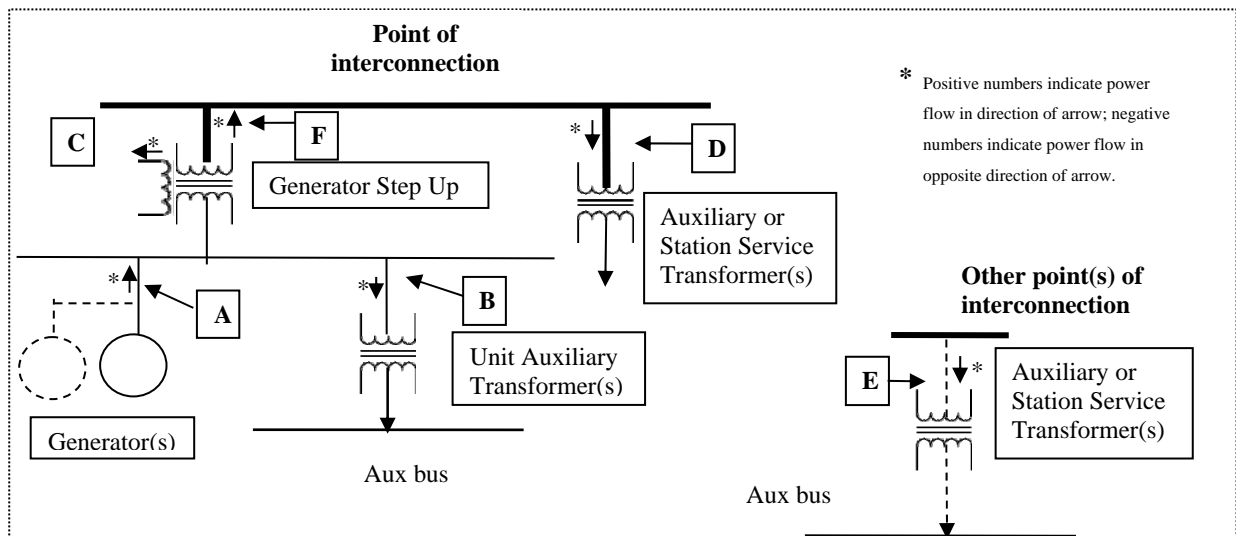 Point of
interconnection
* Positive numbers indicate power
flow in direction of arrow; negative
numbers indicate power flow in
opposite direction of arrow.
C
*
*
F
*
D
Generator Step Up
Auxiliary or
Station Service
Transformer(s)
*
A
*
B
Other point(s) of
interconnection
Unit Auxiliary
Transformer(s)
E
*
Auxiliary or
Station Service
Transformer(s)
Generator(s)
Aux bus
Aux bus